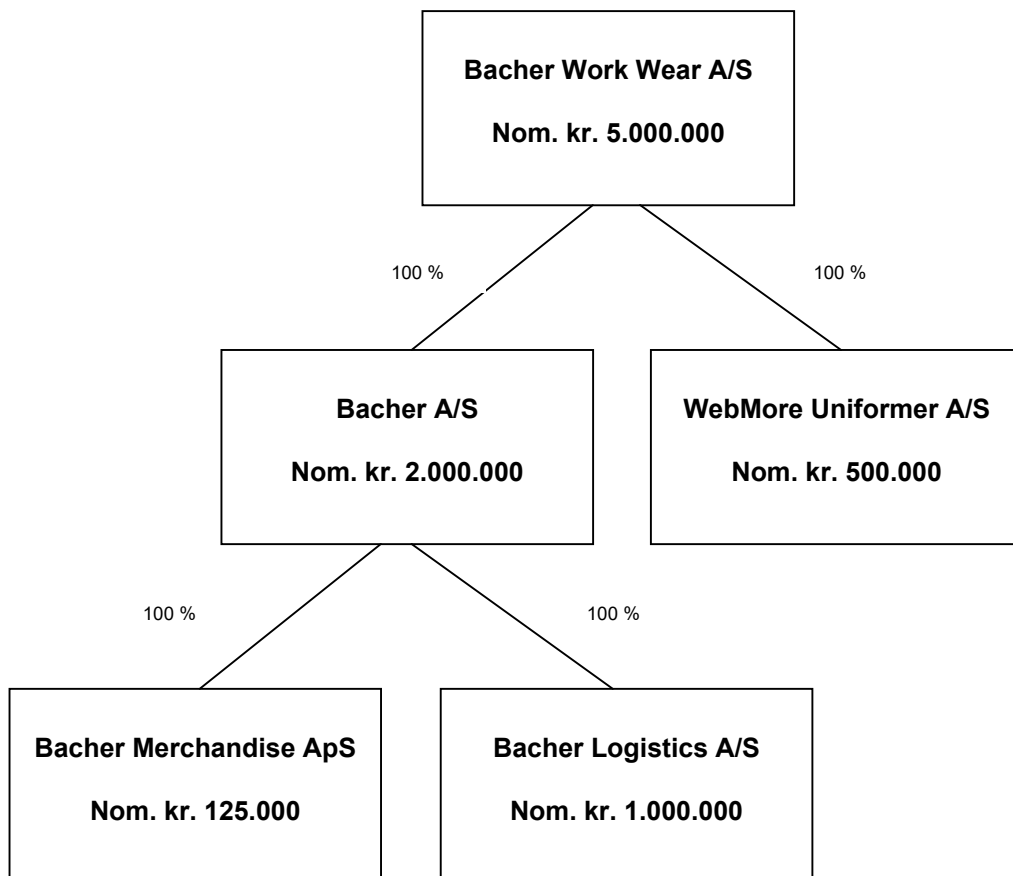 Bacher Work Wear A/S
Nom. kr. 5.000.000
100 %
100 %
Bacher A/S
Nom. kr. 2.000.000
WebMore Uniformer A/S
Nom. kr. 500.000
100 %
100 %
Bacher Merchandise ApS
Nom. kr. 125.000
Bacher Logistics A/S
Nom. kr. 1.000.000